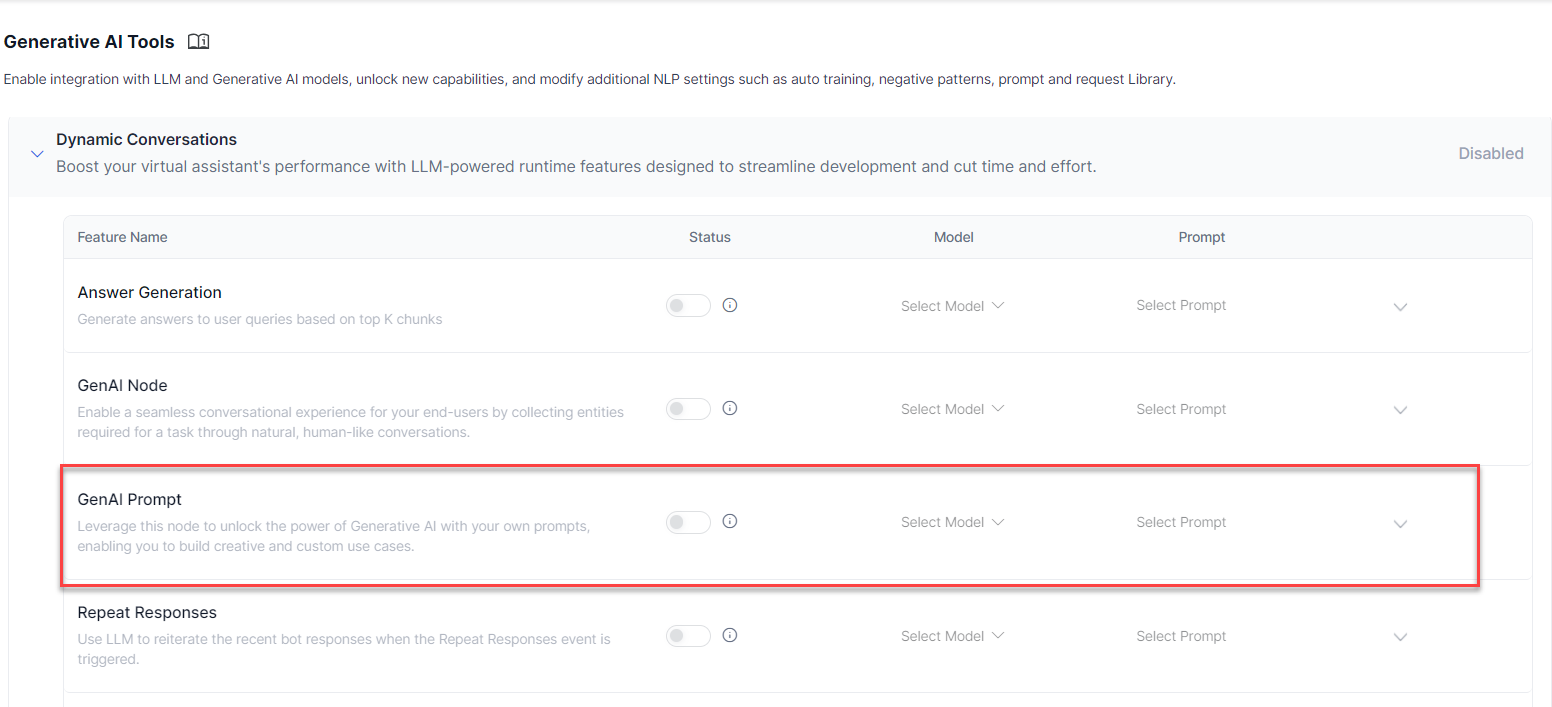 Generative AI Tools
Enable integration with LLM and Generative AI models, unlock new capabilities, and modify additional NLP settings such as auto training, negative patterns, prompt and request Library.
Dynamic Conversations
Boost your virtual assistant's performance with LLM-powered runtime features designed to streamline development and cut time and effort.
Disabled
Feature Name Status Model Prompt
Answer Generation
Generate answers to user queries based on top K chunks
Select Model Select Prompt
GenAI Node
Enable a seamless conversational experience for your end-users by collecting entities
required for a task through natural, human-like conversations.
Select Model Select Prompt
GenAI Prompt
Leverage this node to unlock the power of Generative AI with your own prompts,
enabling you to build creative and custom use cases.
Select Model Select Prompt
Repeat Responses
Use LLM to reiterate the recent bot responses when the Repeat Responses event is
triggered.
Select Model Select Prompt